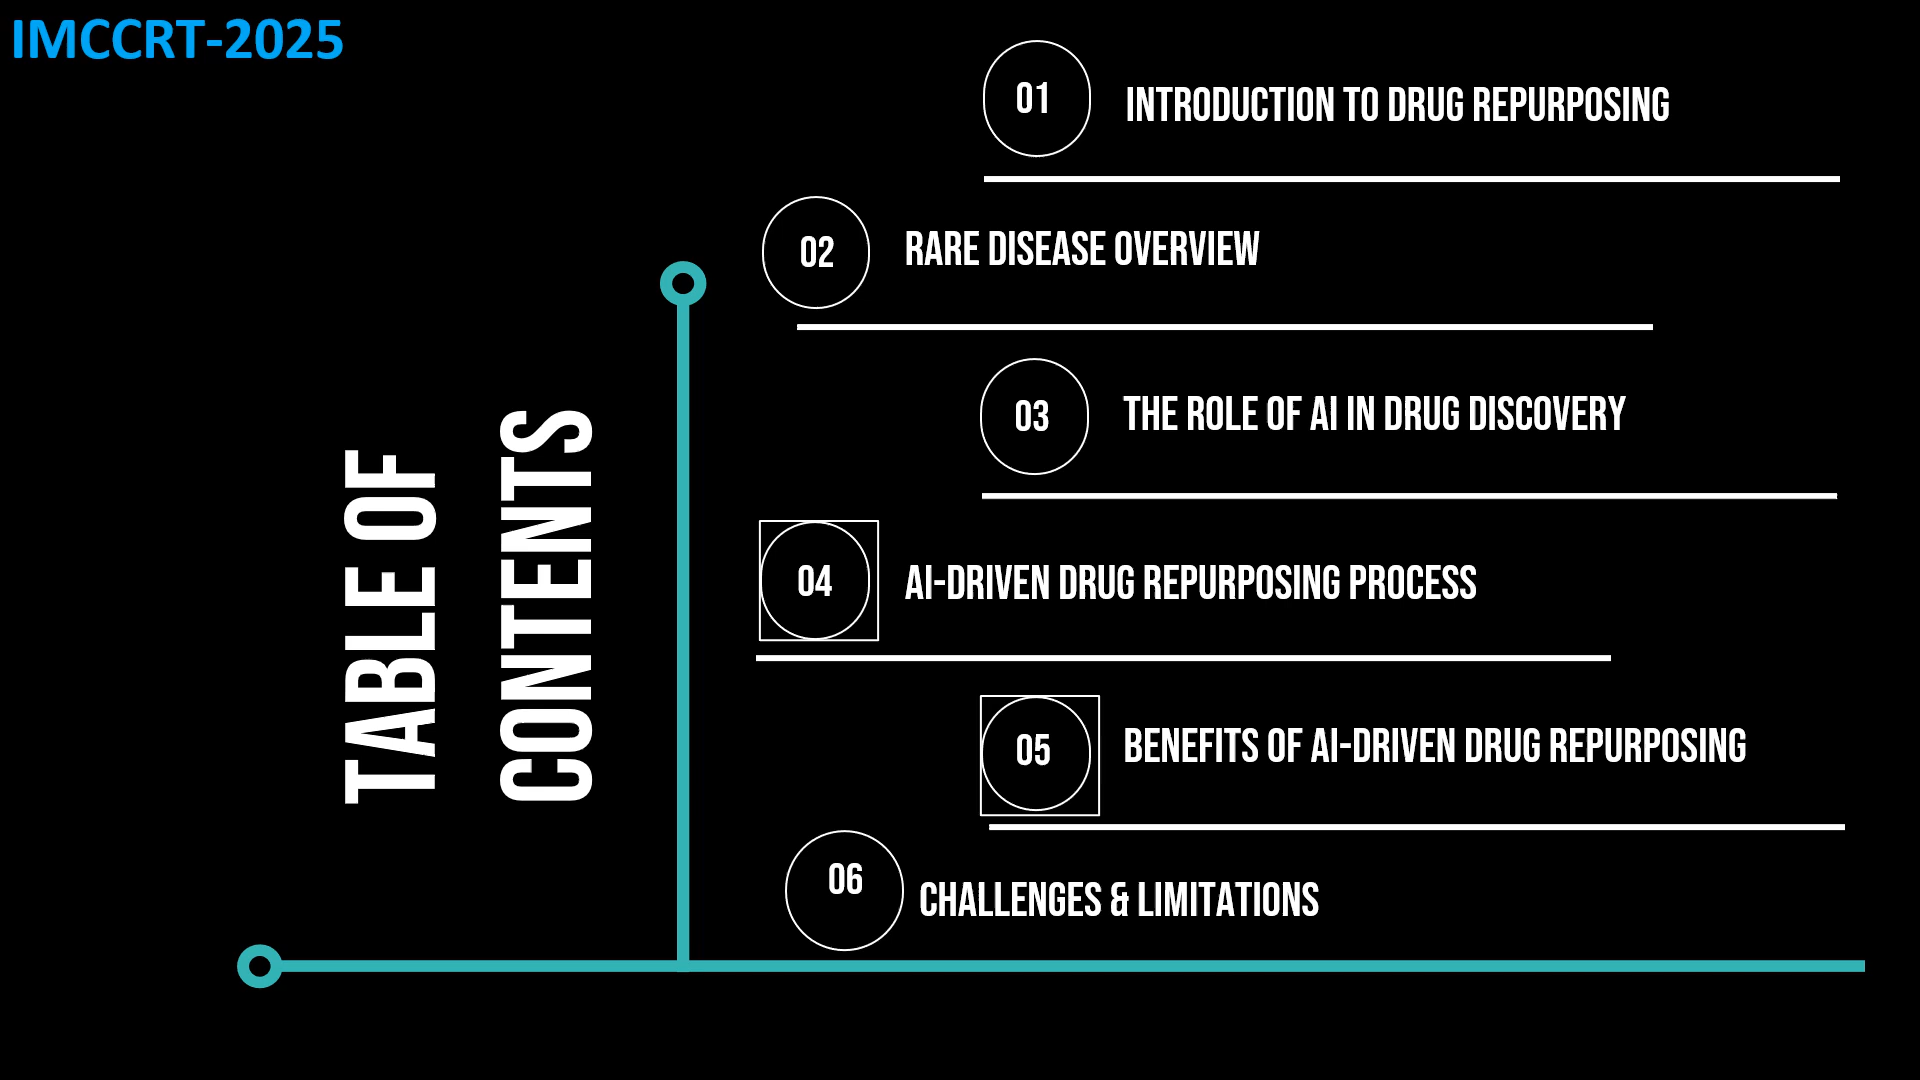 IMCCRT-2025
TABLE OF
CONTENTS
01
INTRODUCTION TO DRUG REPURPOSING
02
RARE DISEASE OVERVIEW
03
THE ROLE OF AI IN DRUG DISCOVERY
04
AI-DRIVEN DRUG REPURPOSING PROCESS
05
BENEFITS OF AI-DRIVEN DRUG REPURPOSING
06
CHALLENGES & LIMITATIONS